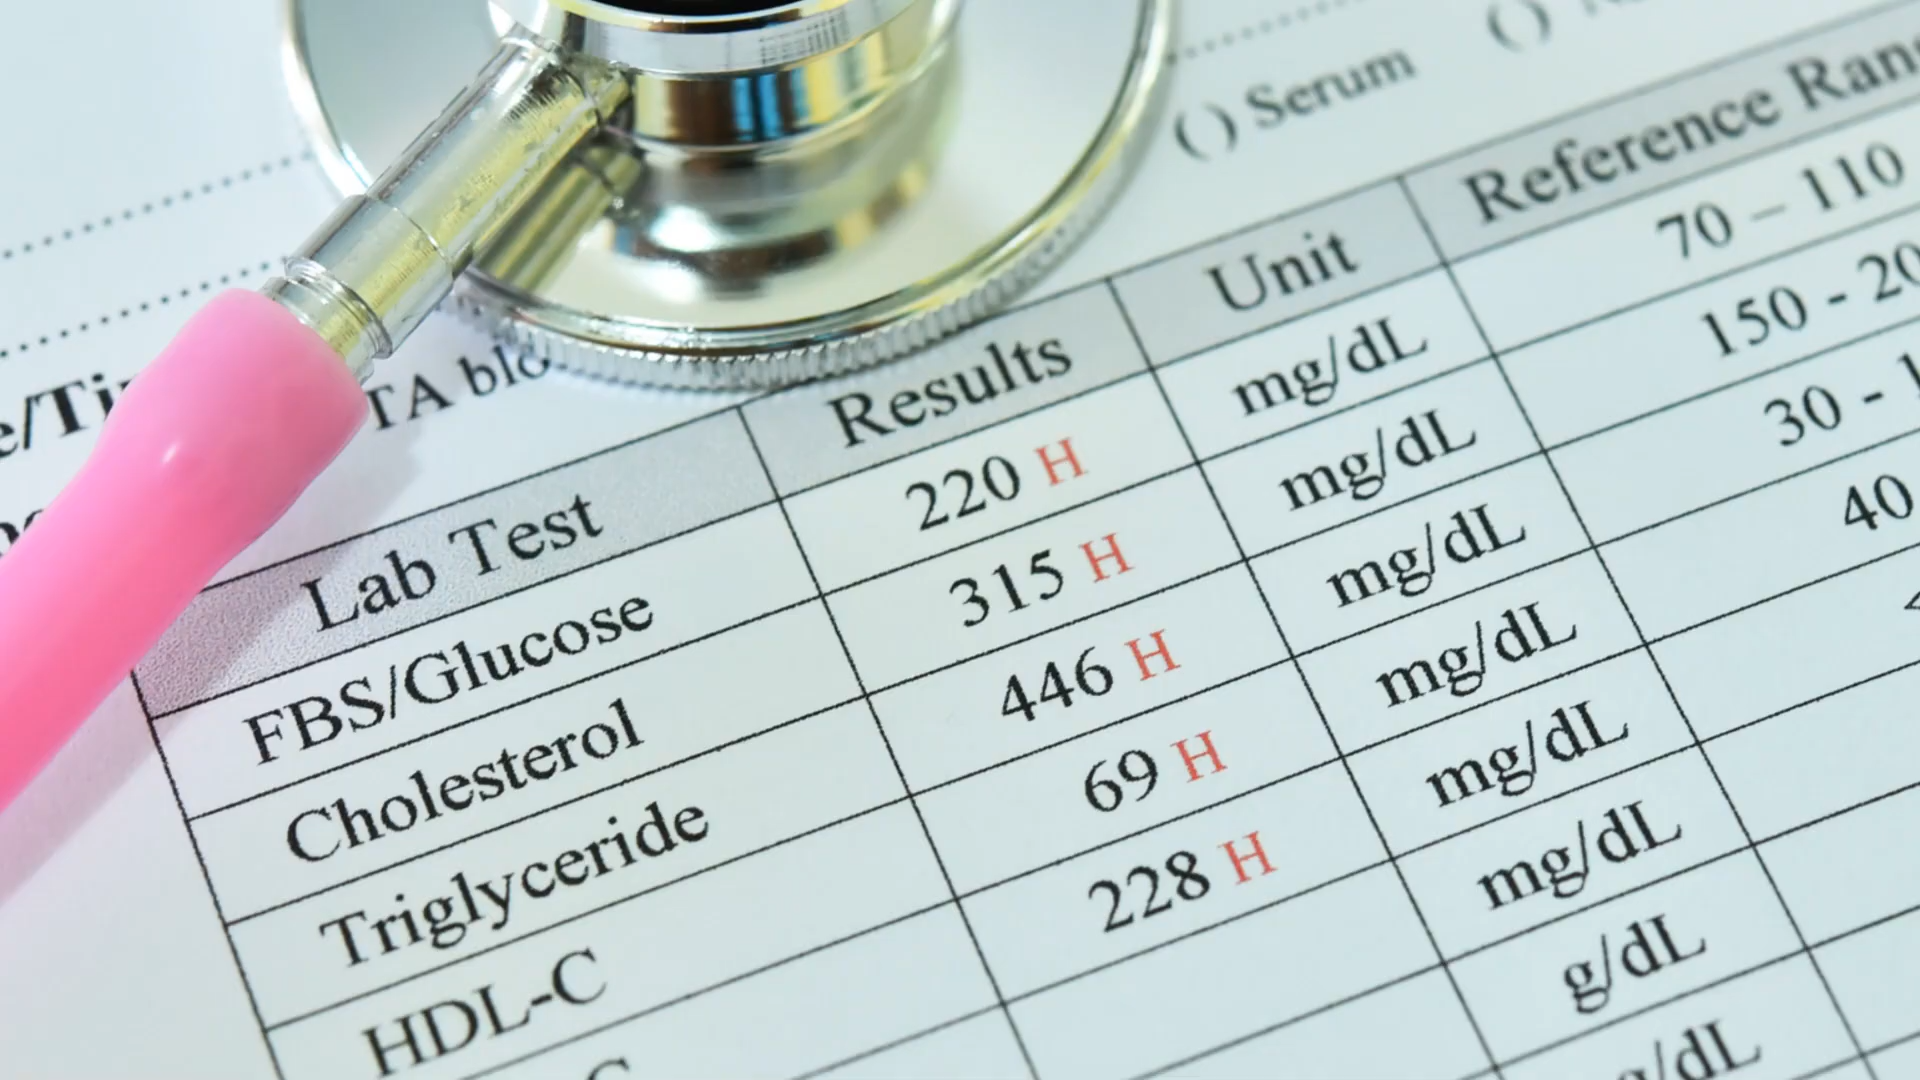 ( ) Serum ( )
TA blo
Lab Test Results Unit Reference Ran
FBS/Glucose 220 H mg/dL 70 – 110
Cholesterol 315 H mg/dL 150 - 20
Triglyceride 446 H mg/dL 30 - 1
HDL-C 69 H mg/dL 40
C 228 H mg/dL <
mg/dL
g/dL
g/dL